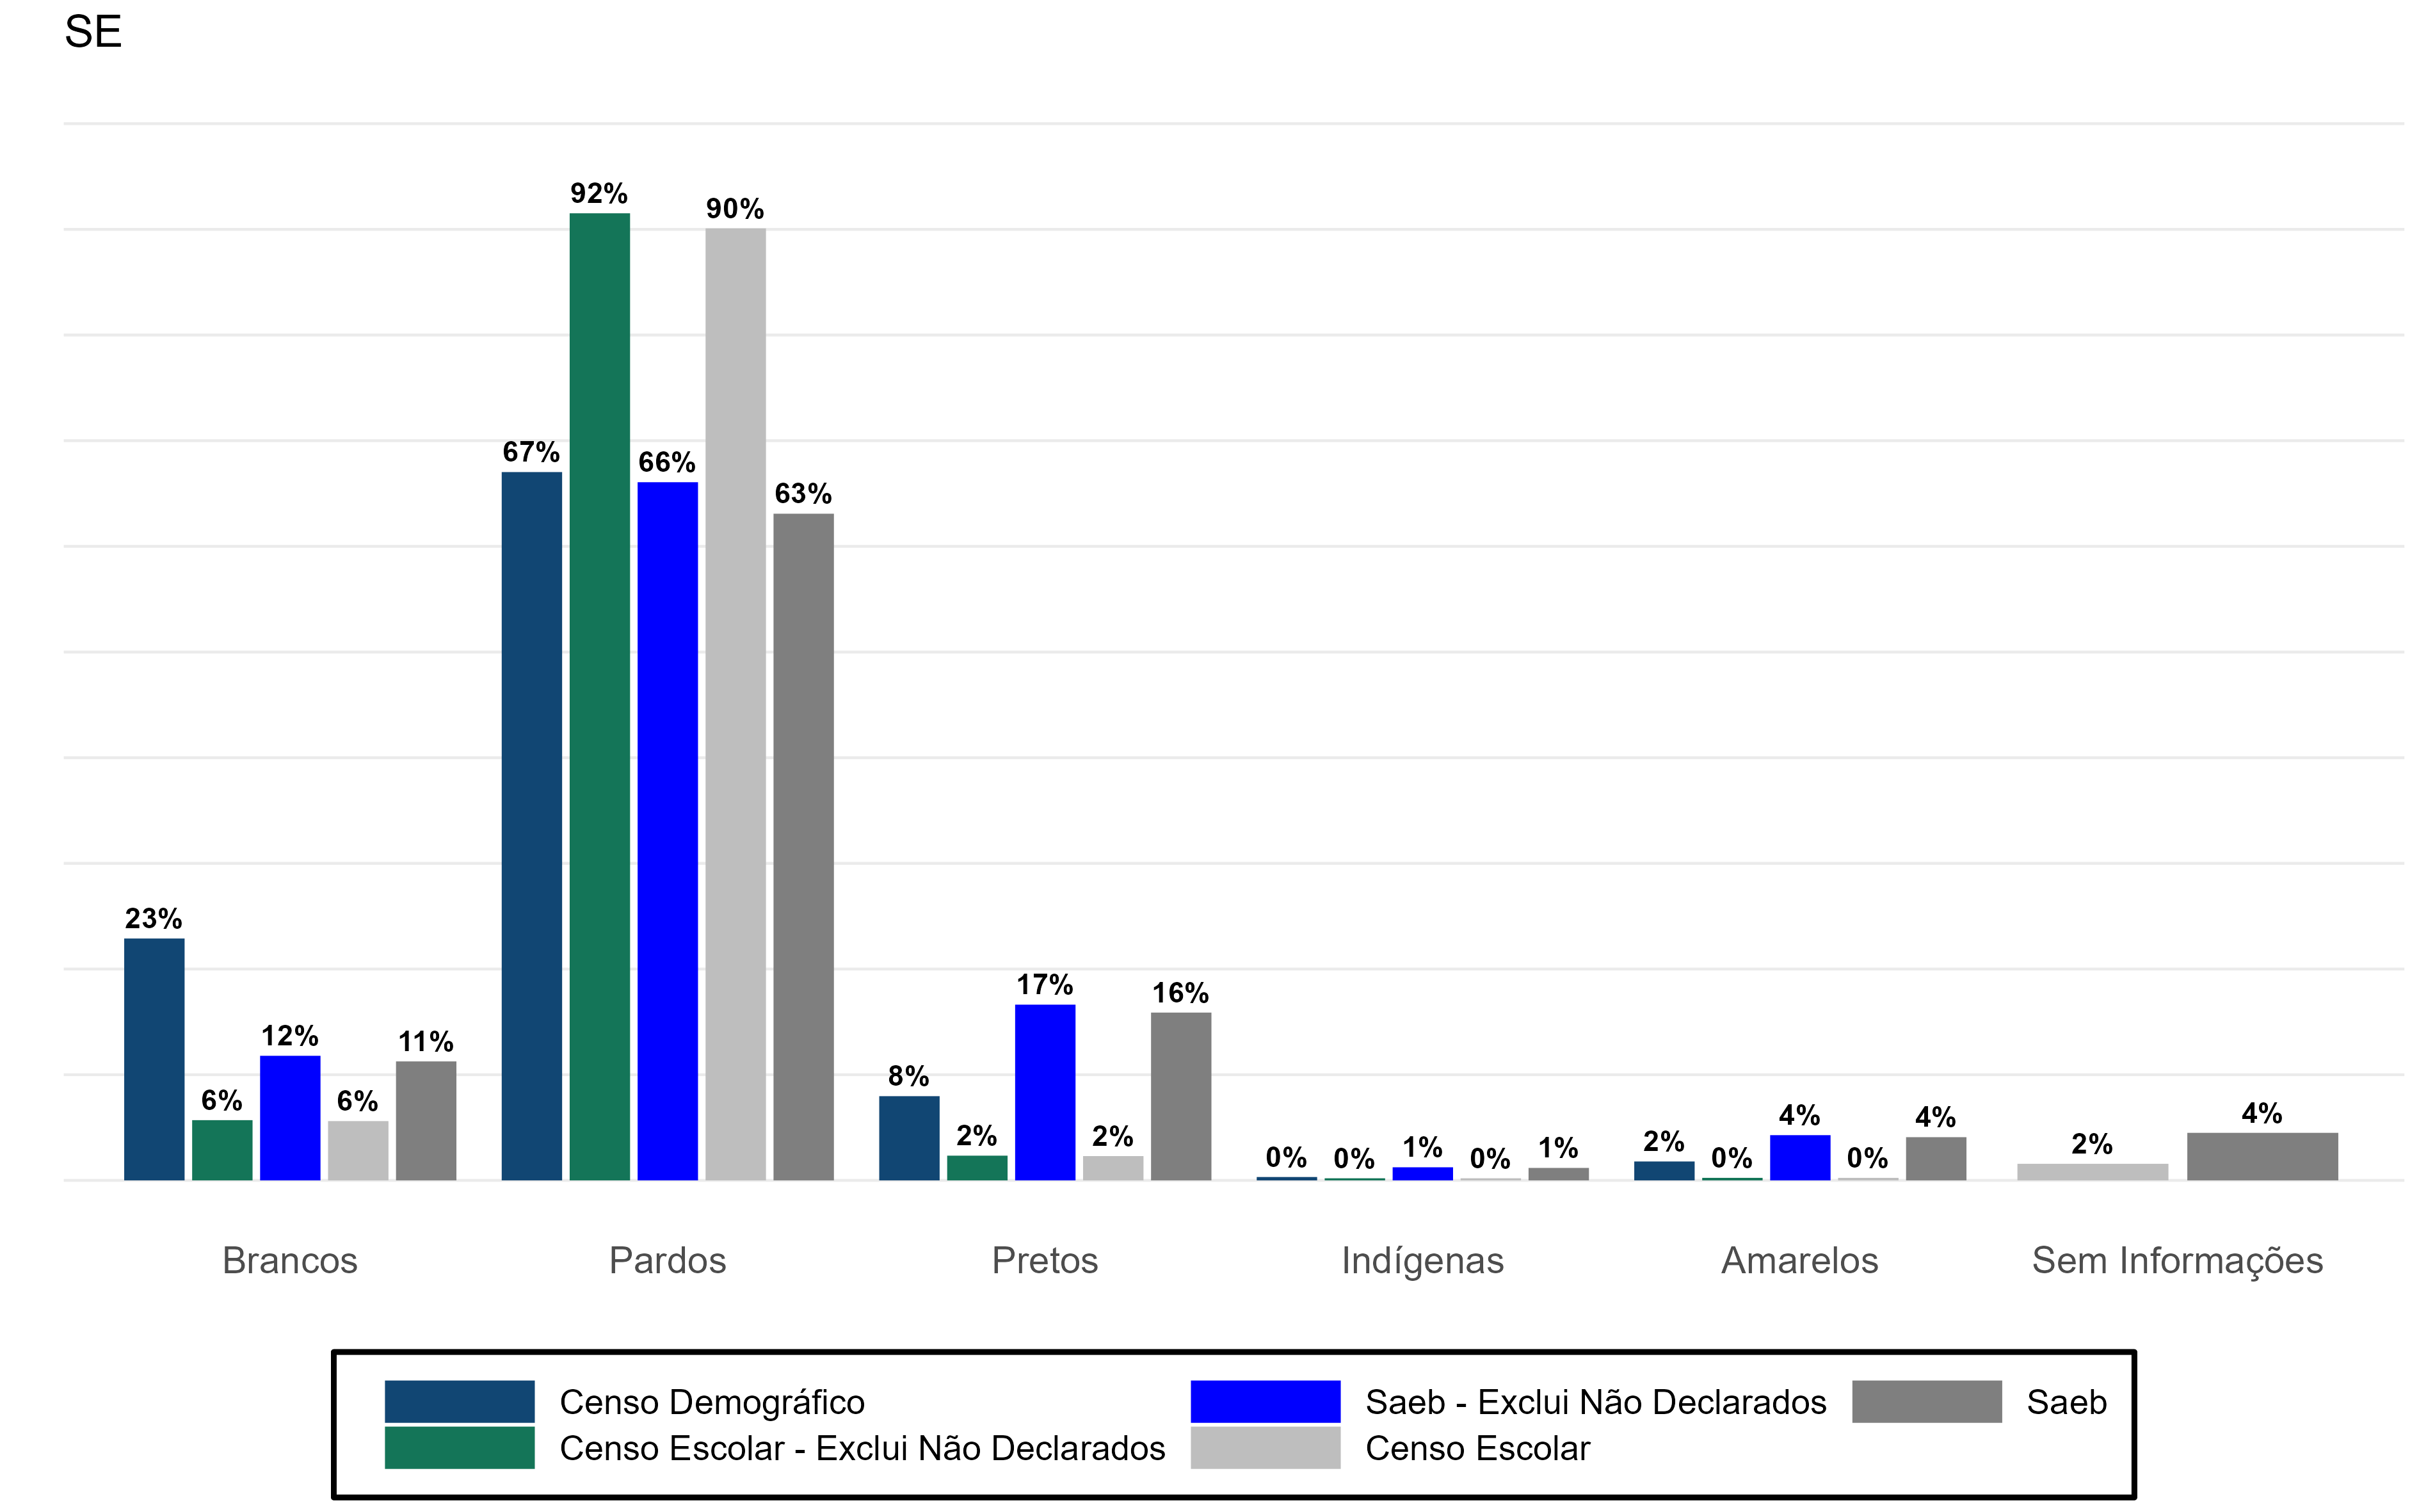 SE
92%
90%
67%
66%
63%
23%
12%
11%
6%
6%
17%
16%
8%
2%
2%
0%
0%
1%
0%
1%
2%
0%
4%
0%
4%
2%
4%
Brancos
Pardos
Pretos
Indígenas
Amarelos
Sem Informações
Censo Demográfico
Saeb - Exclui Não Declarados
Saeb
Censo Escolar - Exclui Não Declarados
Censo Escolar